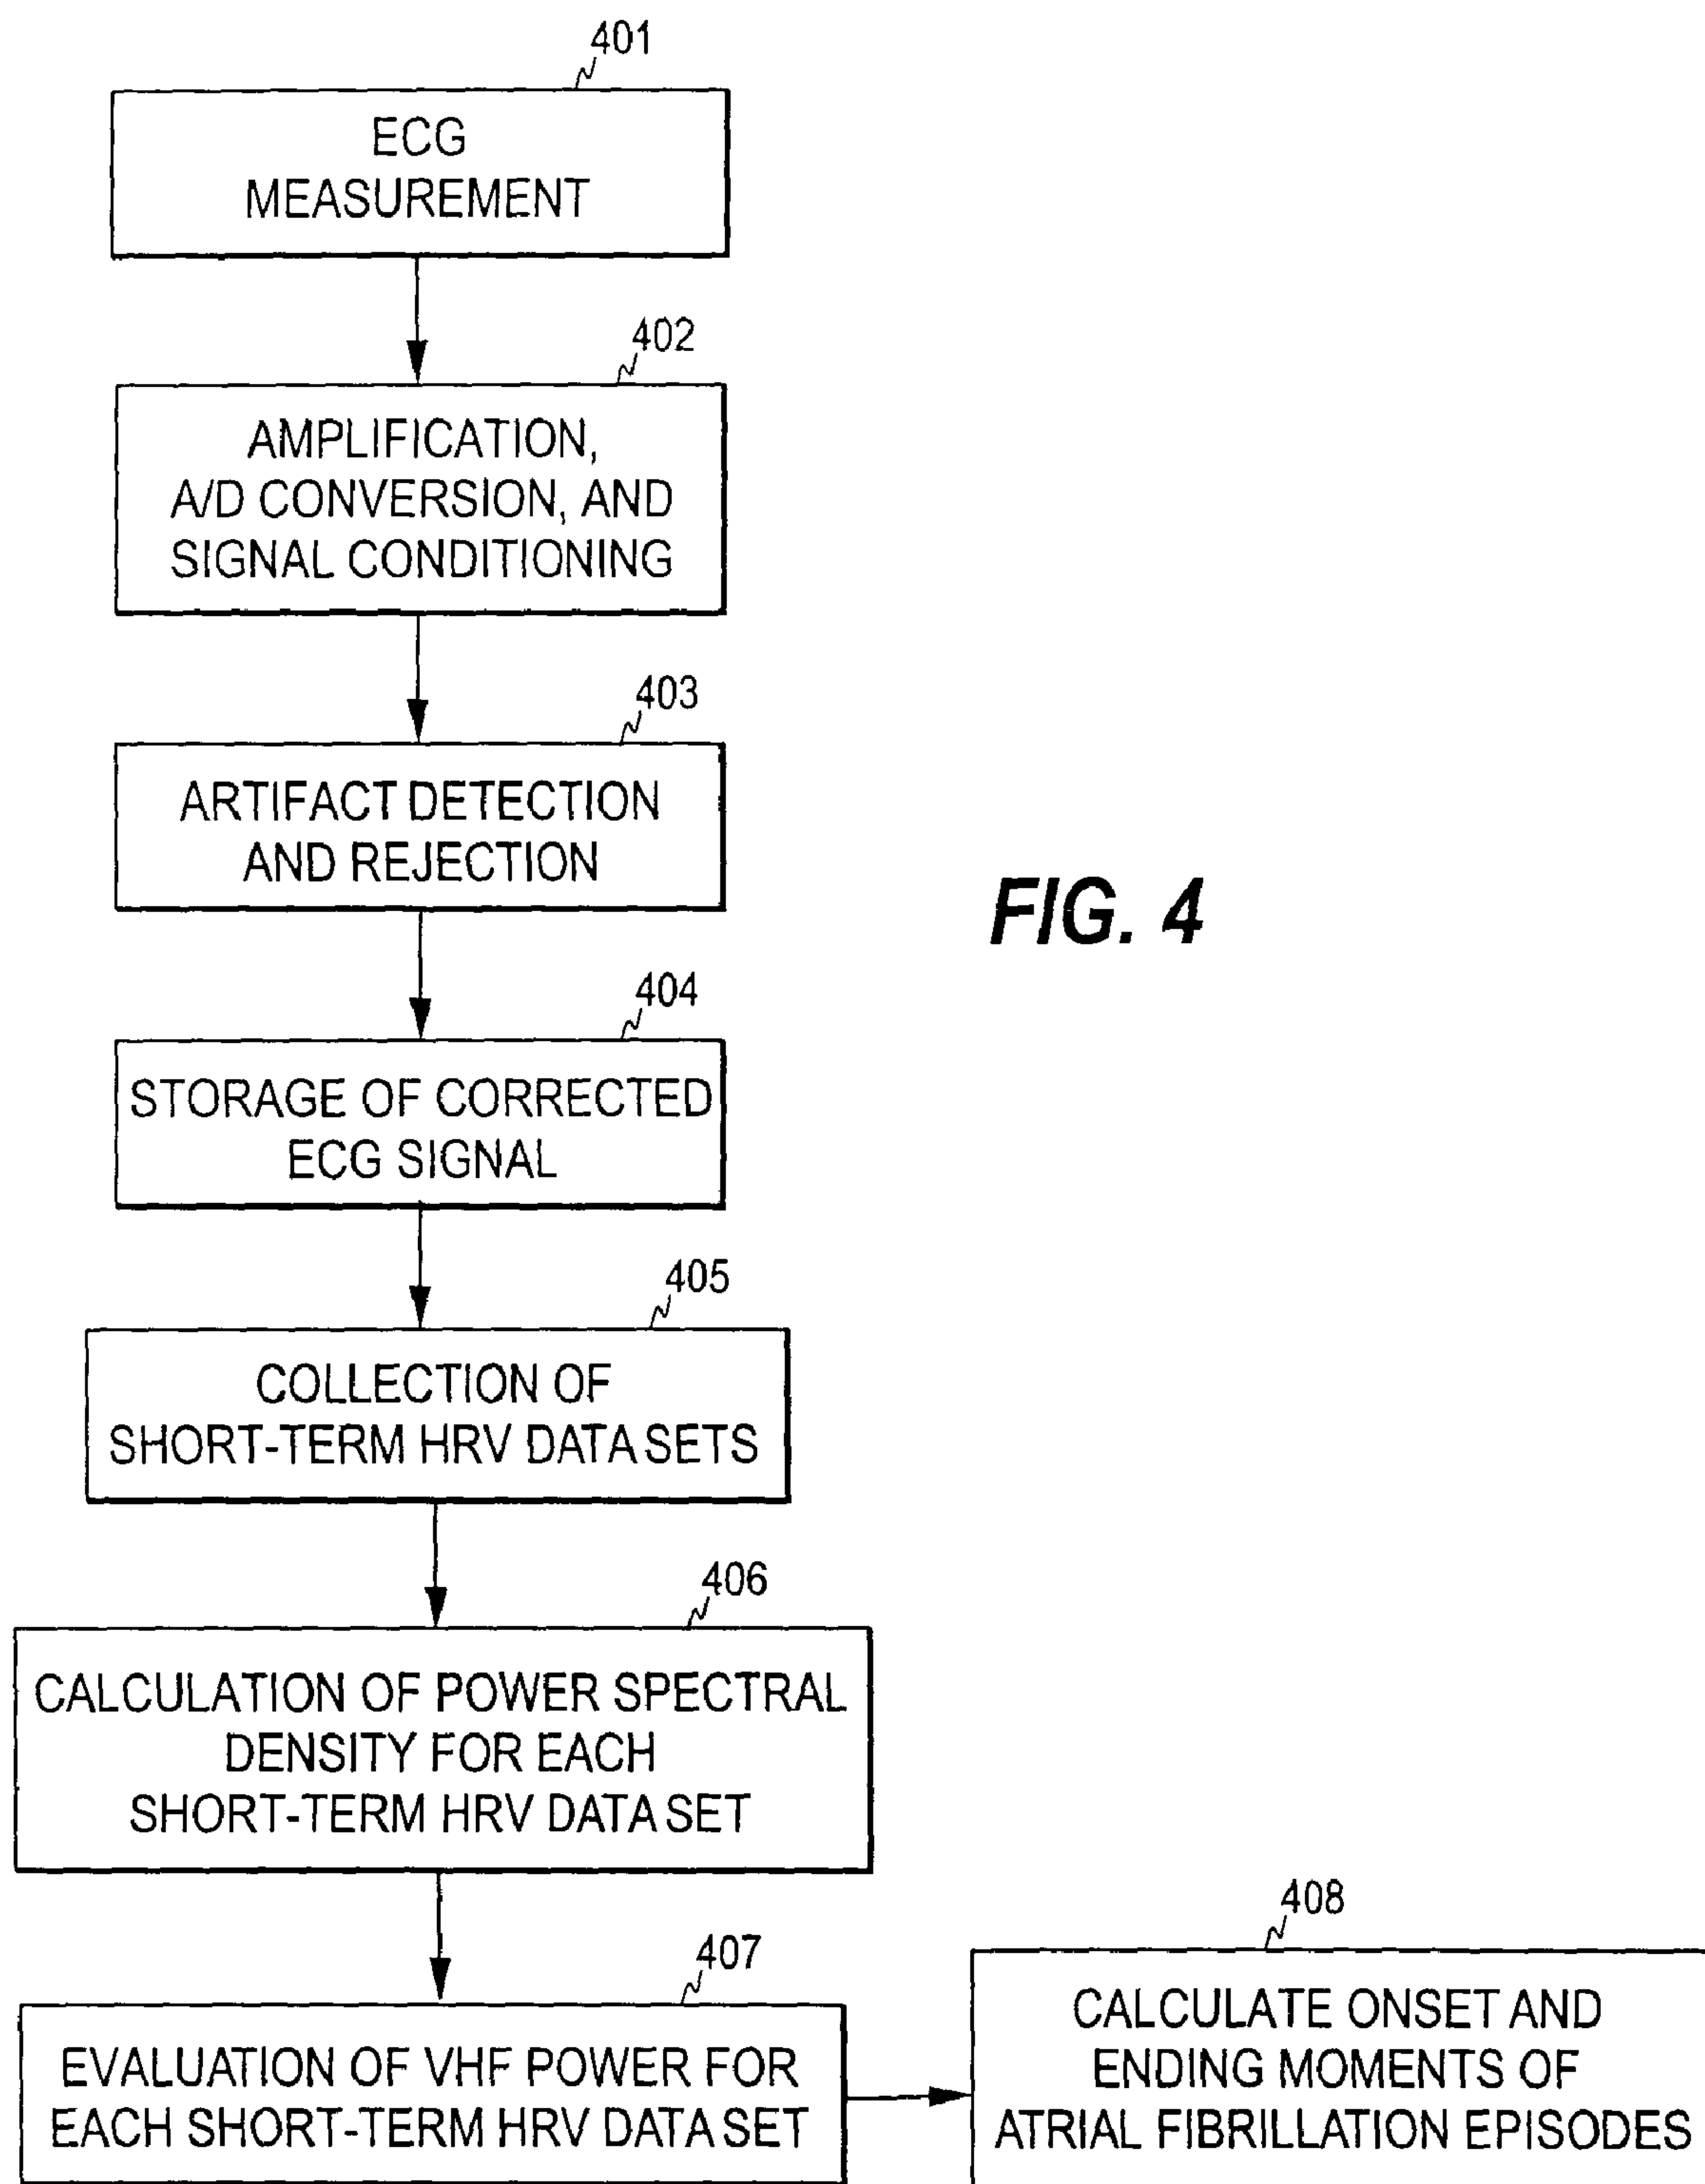 401
ECG
MEASUREMENT
402
AMPLIFICATION,
A/D CONVERSION, AND
SIGNAL CONDITIONING
403
ARTIFACT DETECTION
AND REJECTION
FIG. 4
404
STORAGE OF CORRECTED
ECG SIGNAL
405
COLLECTION OF
SHORT-TERM HRV DATA SETS
406
CALCULATION OF POWER SPECTRAL
DENSITY FOR EACH
SHORT-TERM HRV DATA SET
407
EVALUATION OF VHF POWER FOR
EACH SHORT-TERM HRV DATA SET
408
CALCULATE ONSET AND
ENDING MOMENTS OF
ATRIAL FIBRILLATION EPISODES